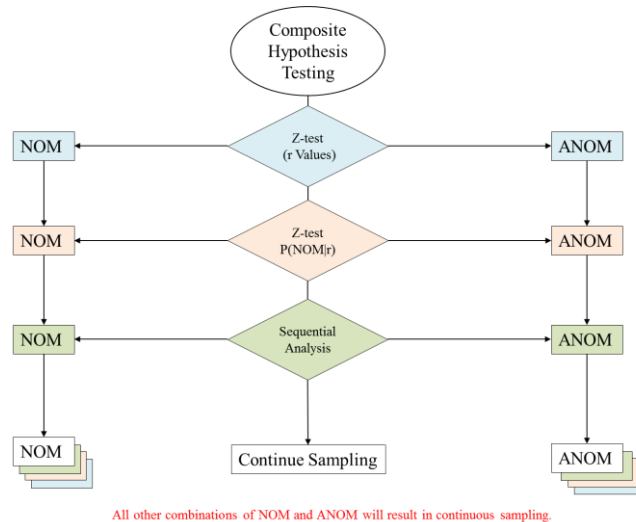 Composite
Hypothesis
Testing
NOM
Z-test
(r Values)
ANOM
NOM
Z-test
P(NOM|r)
ANOM
NOM
Sequential
Analysis
ANOM
NOM
Continue Sampling
ANOM
All other combinations of NOM and ANOM will result in continuous sampling.